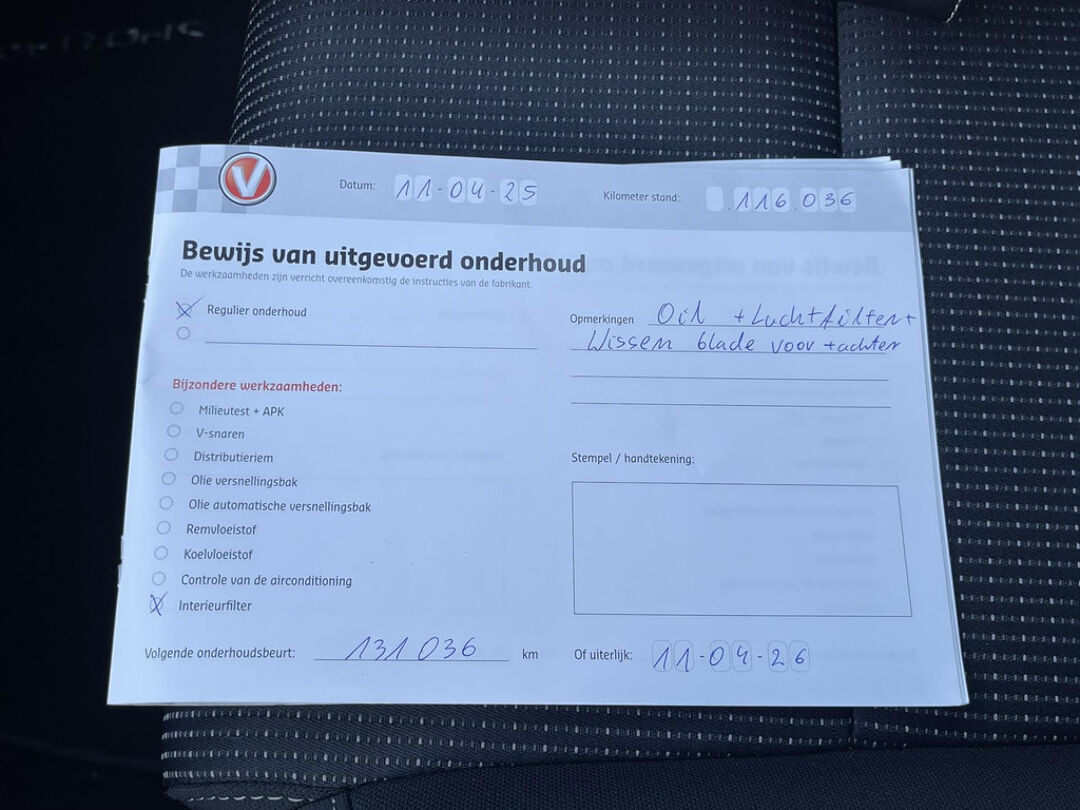 V
Datum: 11-04-25
Kilometer stand: .116.036
Bewijs van uitgevoerd onderhoud
De werkzaamheden zijn verricht overeenkomstig de instructies van de fabrikant.
Regulier onderhoud
Opmerkingen Oil + Luchtfilter +
Wissen blade voor +achter
Bijzondere werkzaamheden:
Milieutest + APK
V-snaren
Distributieriem
Olie versnellingsbak
Olie automatische versnellingsbak
Remvloeistof
Koelvloeistof
Controle van de airconditioning
Interieurfilter
Stempel / handtekening:
Volgende onderhoudsbeurt: 131 036 km
Of uiterlijk: 11-04-26